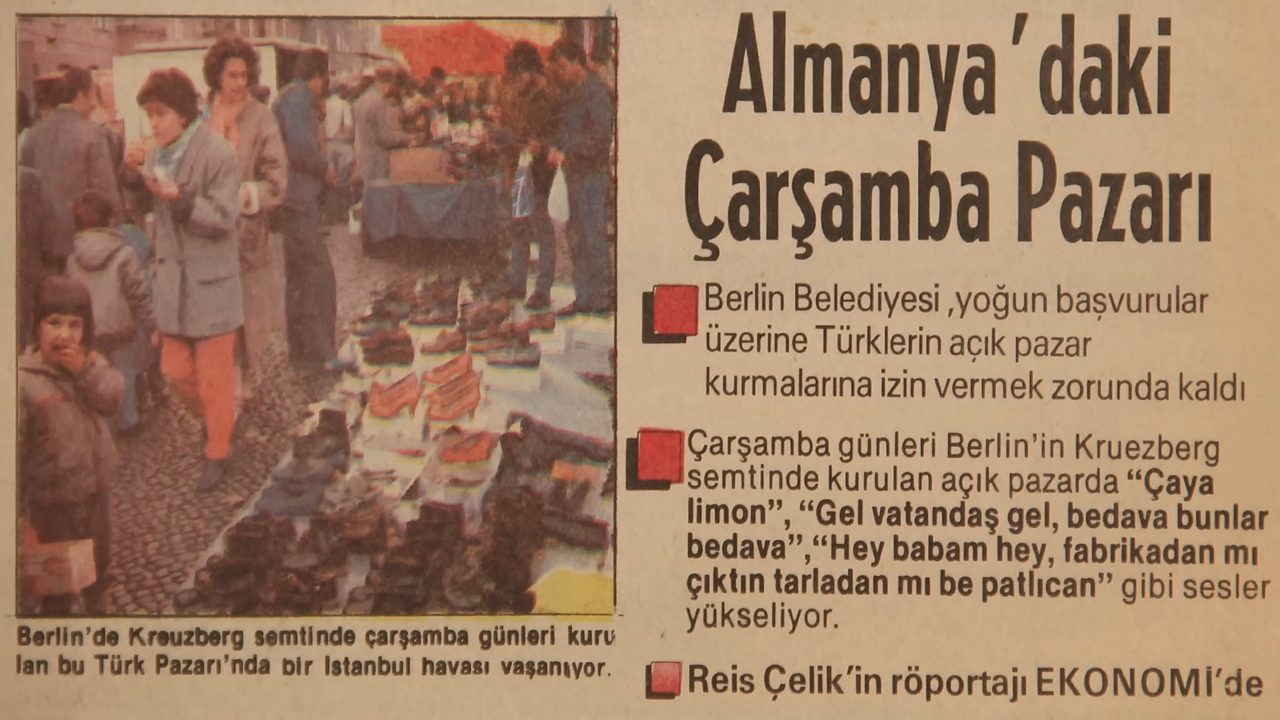 Almanya'daki
Çarşamba Pazarı
Berlin Belediyesi ,yoğun başvurular
üzerine Türklerin açık pazar
kurmalarına izin vermek zorunda kaldı
Çarşamba günleri Berlin'in Kruezberg
semtinde kurulan açık pazarda “Çaya
limon”, “Gel vatandaş gel, bedava bunlar
bedava”,“Hey babam hey, fabrikadan mı
çıktın tarladan mı be patlıcan” gibi sesler
yükseliyor.
Reis Çelik'in röportajı EKONOMİ'de
Berlin'de Kreuzberg semtinde çarşamba günleri kuru
lan bu Türk Pazarı'nda bir Istanbul havası vaşanıyor.